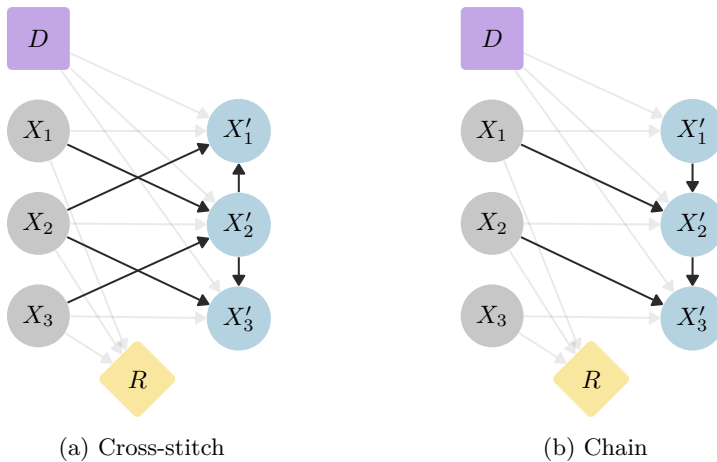 D D
X₁ X′₁ X₁ X′₁
X₂ X′₂ X₂ X′₂
X₃ X′₃ X₃ X′₃
R R
(a) Cross-stitch (b) Chain